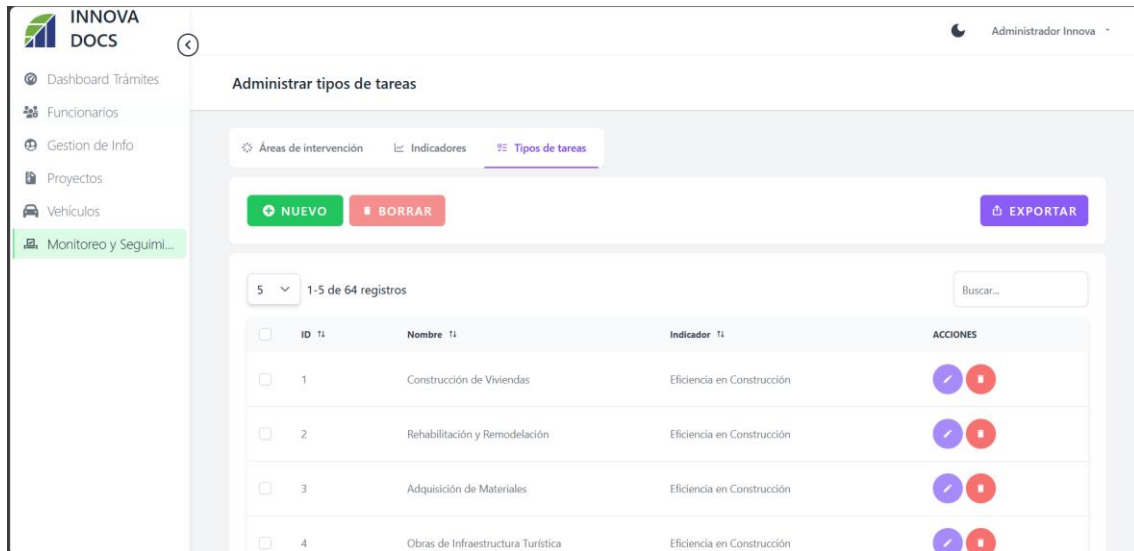 INNOVA
DOCS
Administrador Innova
Dashboard Trámites
Funcionarios
Gestion de Info
Proyectos
Vehículos
Monitoreo y Seguimi...
Administrar tipos de tareas
Áreas de intervención Indicadores Tipos de tareas
NUEVO BORRAR EXPORTAR
5 1-5 de 64 registros Buscar...
ID Nombre Indicador ACCIONES
1 Construcción de Viviendas Eficiencia en Construcción
2 Rehabilitación y Remodelación Eficiencia en Construcción
3 Adquisición de Materiales Eficiencia en Construcción
4 Obras de Infraestructura Turística Eficiencia en Construcción